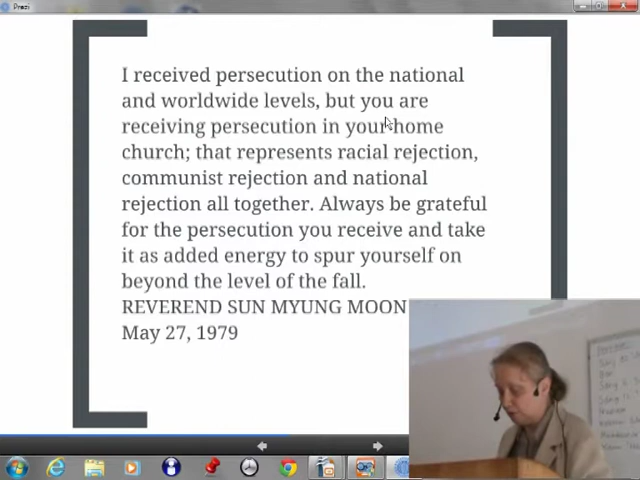 Prezi
I received persecution on the national
and worldwide levels, but you are
receiving persecution in your home
church; that represents racial rejection,
communist rejection and national
rejection all together. Always be grateful
for the persecution you receive and take
it as added energy to spur yourself on
beyond the level of the fall.
REVEREND SUN MYUNG MOON
May 27, 1979